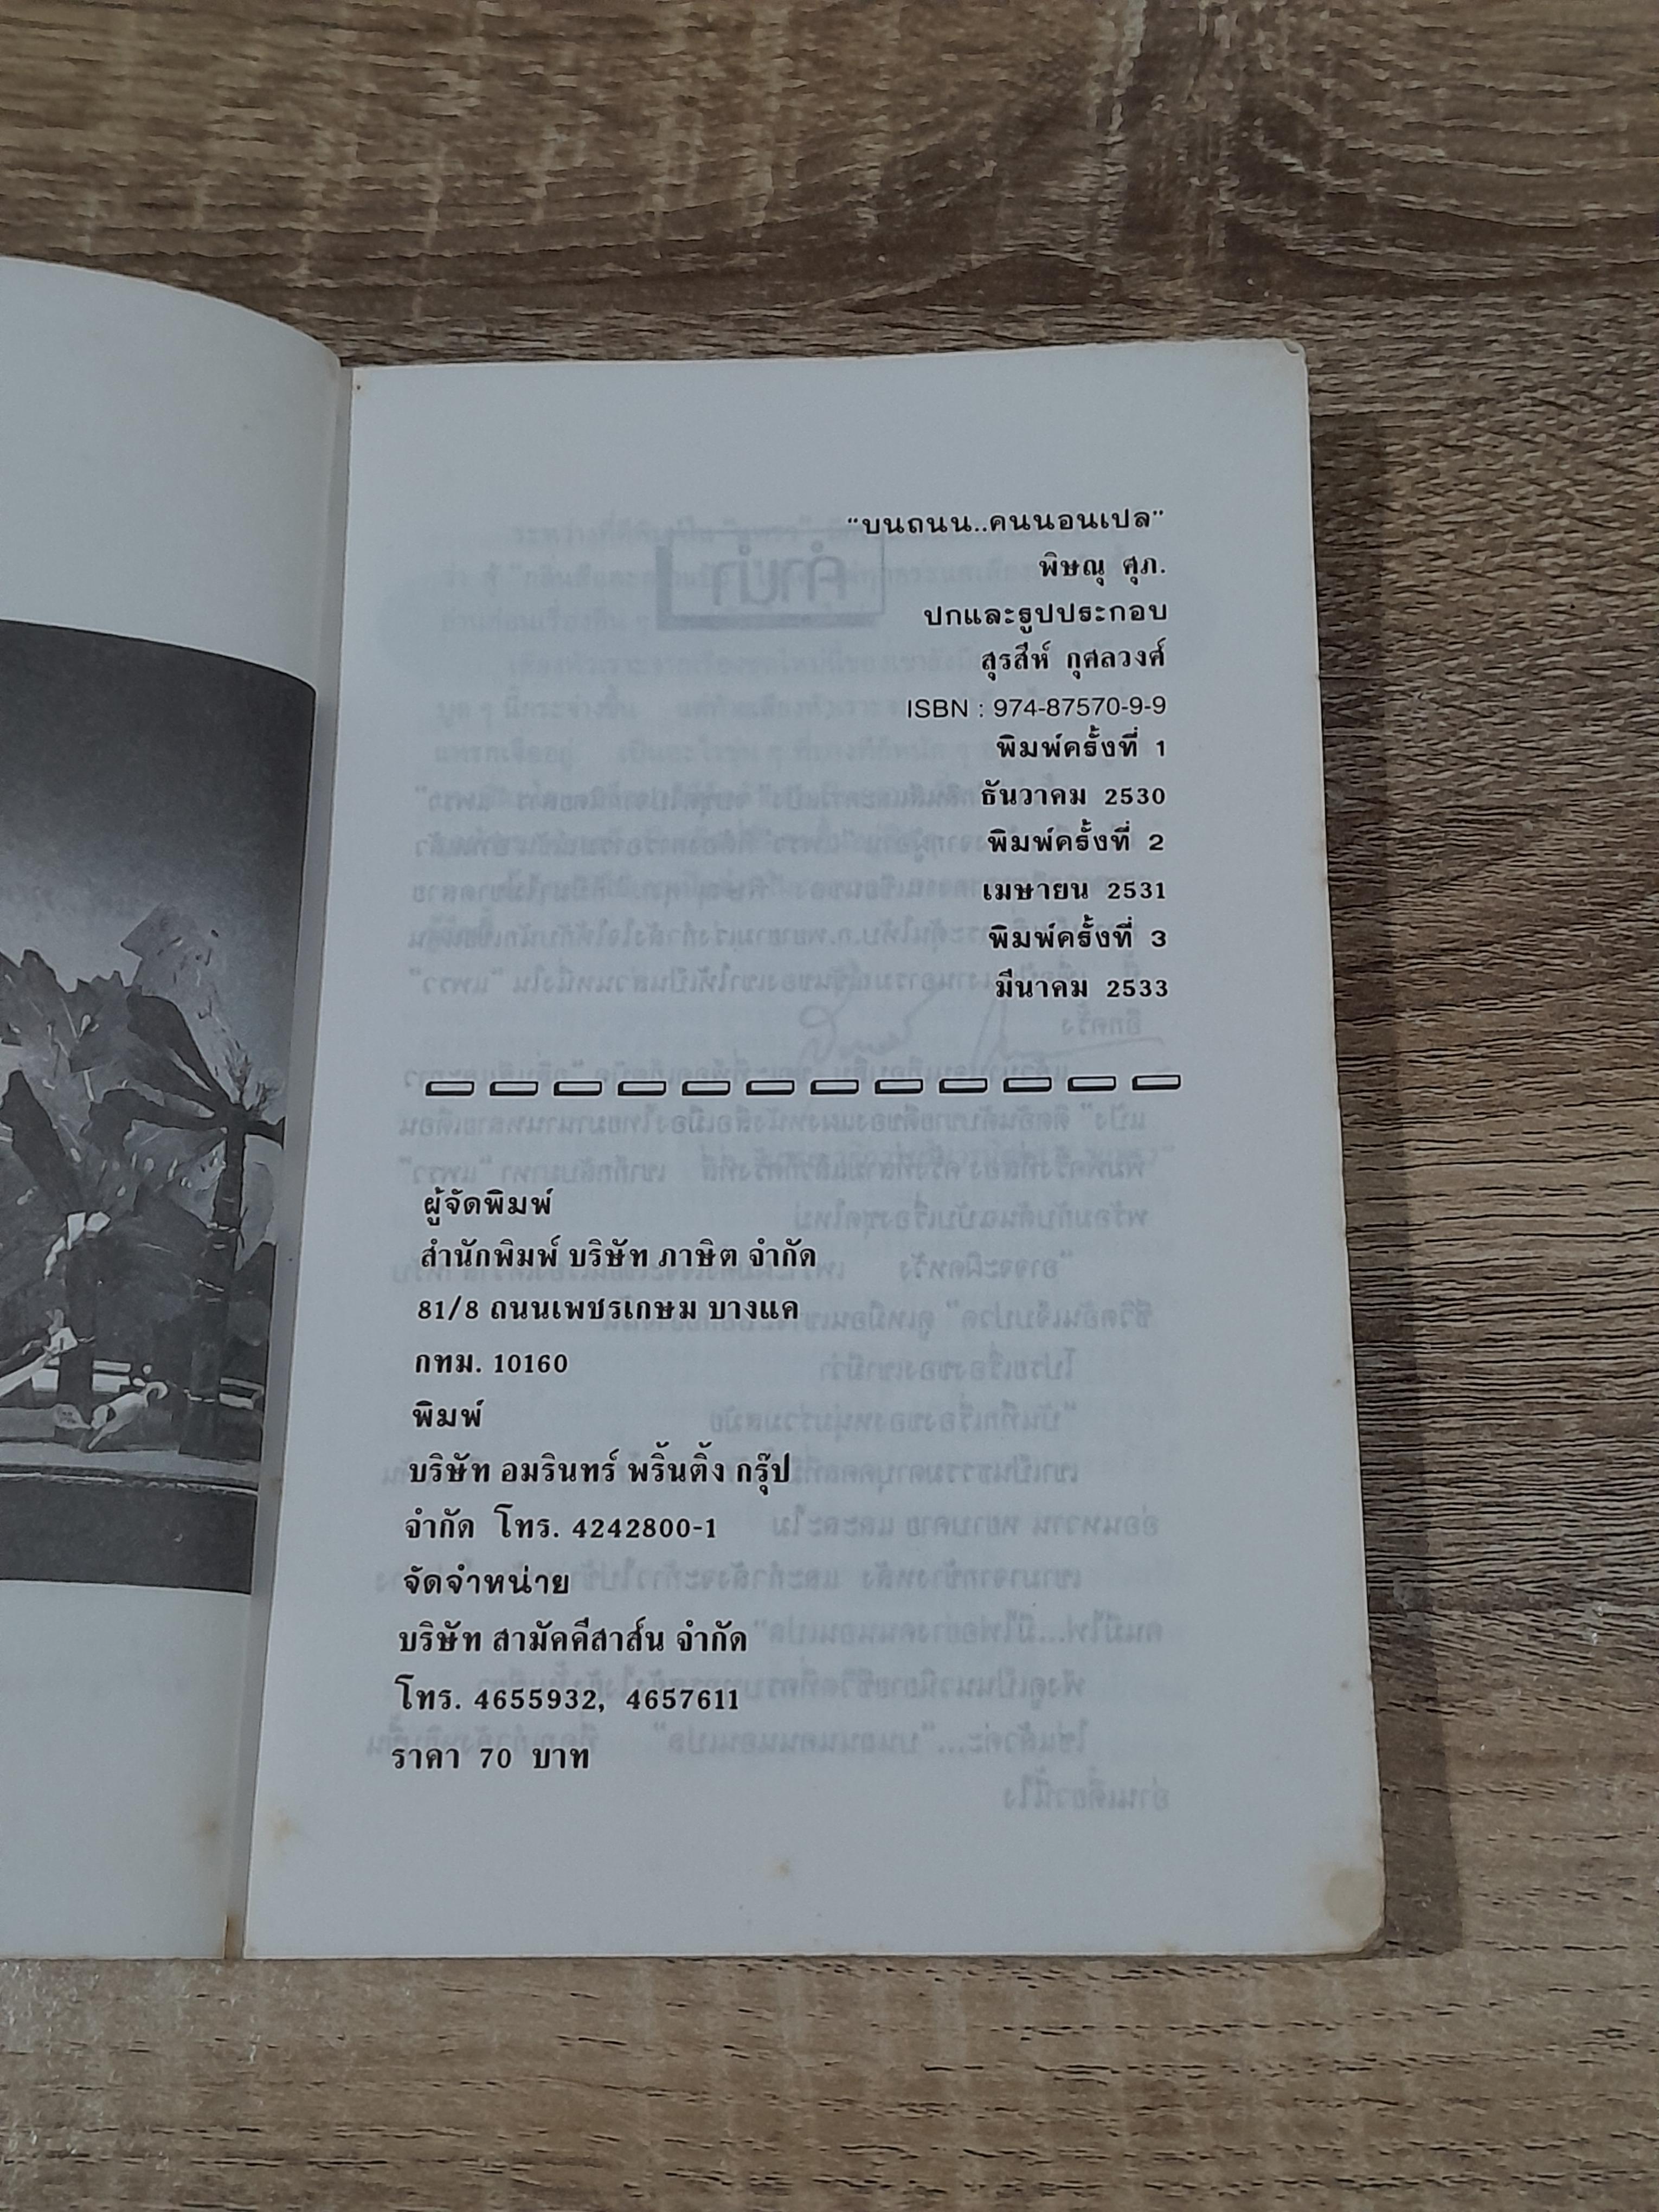 "บนถนน..คนนอนเปล"
พิษณุ ศุภ.
ปกและรูปประกอบ
สุรสีห์ กุศลวงศ์
ISBN : 974-87570-9-9
พิมพ์ครั้งที่ 1
ธันวาคม 2530
พิมพ์ครั้งที่ 2
เมษายน 2531
พิมพ์ครั้งที่ 3
มีนาคม 2533
ผู้จัดพิมพ์
สำนักพิมพ์ บริษัท ภาษิต จำกัด
81/8 ถนนเพชรเกษม บางแค
กทม. 10160
พิมพ์
บริษัท อมรินทร์ พริ้นติ้ง กรุ๊ป
จำกัด โทร. 4242800-1
จัดจำหน่าย
บริษัท สามัคคีสาส์น จำกัด
โทร. 4655932, 4657611
ราคา 70 บาท